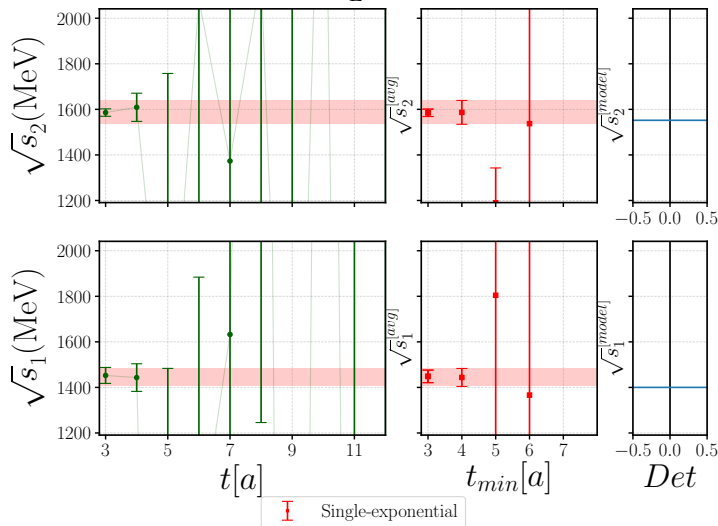 2000
1800
1600
1400
1200
√s₂(MeV)
√s₂^[avg]
√s₂^[model]
−0.5 0.0 0.5
2000
1800
1600
1400
1200
√s₁(MeV)
√s₁^[avg]
√s₁^[model]
3 5 7 9 11
3 4 5 6 7
−0.5 0.0 0.5
t[a]
t_min[a]
Det
Single-exponential